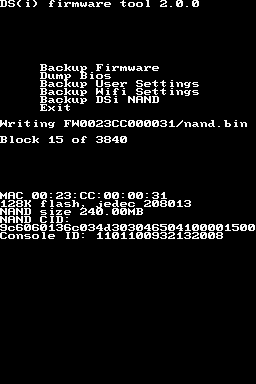 DS(i) firmware tool 2.0.0
Backup Firmware
Dump Bios
Backup User Settings
Backup Wifi Settings
Backup DSi NAND
Exit
Writing FW0023CC000031/nand.bin
Block 15 of 3840
MAC 00:23:CC:00:00:31
128K flash, jedec 208013
NAND size 240.00MB
NAND CID:
9c6060136c034d303046504100001500
Console ID: 1101100932132008